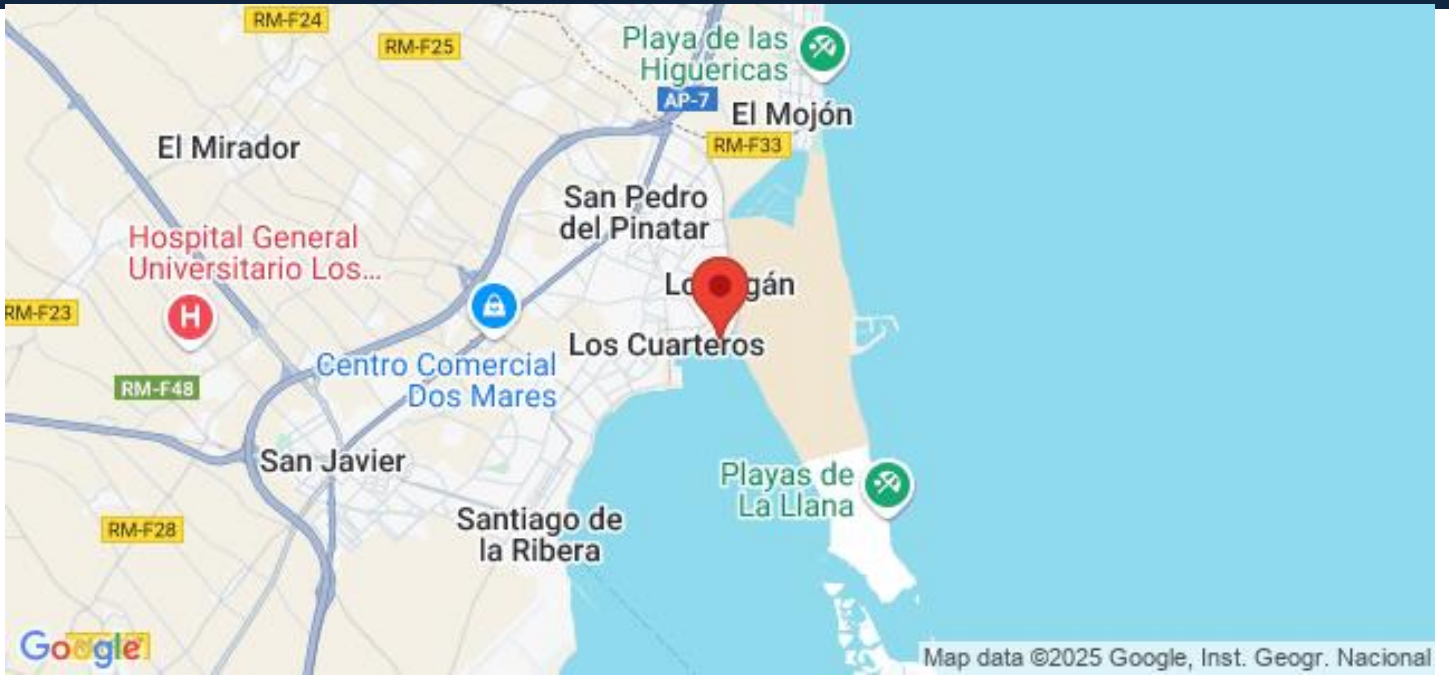 RM-F24
RM-F25
Playa de las
Higuericas
AP-7
El Mojón
RM-F33
El Mirador
San Pedro
del Pinatar
Hospital General
Universitario Los...
H
RM-F23
Los Cuarteros
Centro Comercial
Dos Mares
RM-F48
San Javier
Playas de
La Llana
RM-F28
Santiago de
la Ribera
Google
Map data ©2025 Google, Inst. Geogr. Nacional